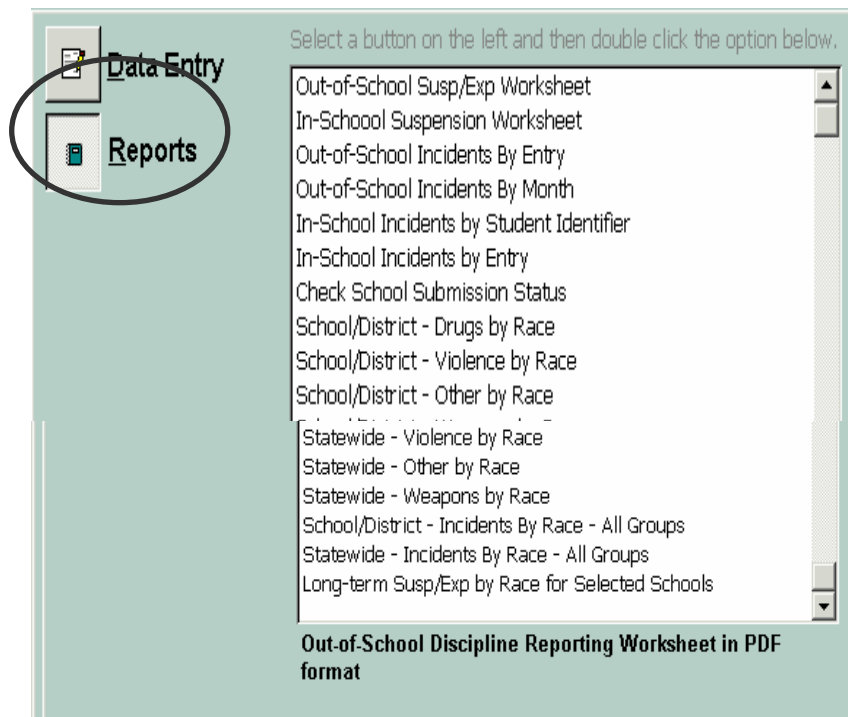 Data Entry
Reports
Select a button on the left and then double click the option below.
Out-of-School Susp/Exp Worksheet
In-Schoool Suspension Worksheet
Out-of-School Incidents By Entry
Out-of-School Incidents By Month
In-School Incidents by Student Identifier
In-School Incidents by Entry
Check School Submission Status
School/District - Drugs by Race
School/District - Violence by Race
School/District - Other by Race
Statewide - Violence by Race
Statewide - Other by Race
Statewide - Weapons by Race
School/District - Incidents By Race - All Groups
Statewide - Incidents By Race - All Groups
Long-term Susp/Exp by Race for Selected Schools
Out-of-School Discipline Reporting Worksheet in PDF
format